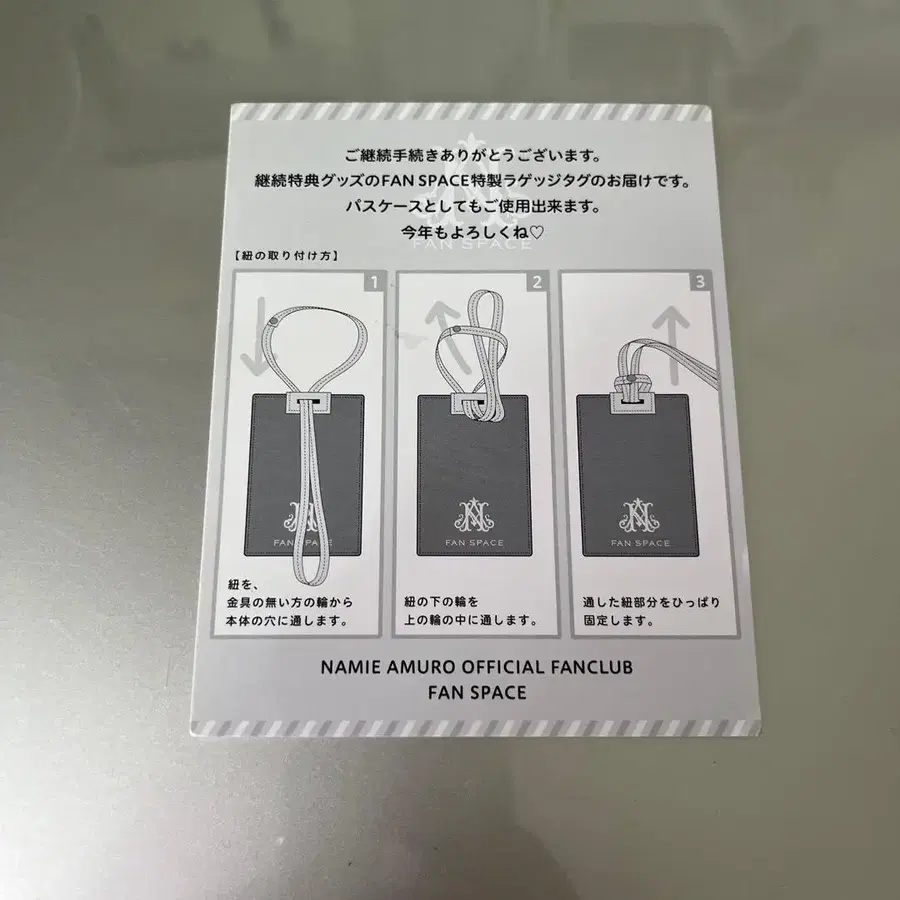 ご継続手続きありがとうございます。
継続特典グッズのFAN SPACE特製ラゲッジタグのお届けです。
パスケースとしてもご使用出来ます。
今年もよろしくね♡
FAN SPACE
【紐の取り付け方】
1
2
3
FAN SPACE
FAN SPACE
FAN SPACE
紐を、
金具の無い方の輪から
本体の穴に通します。
紐の下の輪を
上の輪の中に通します。
通した紐部分をひっぱり
固定します。
NAMIE AMURO OFFICIAL FANCLUB
FAN SPACE